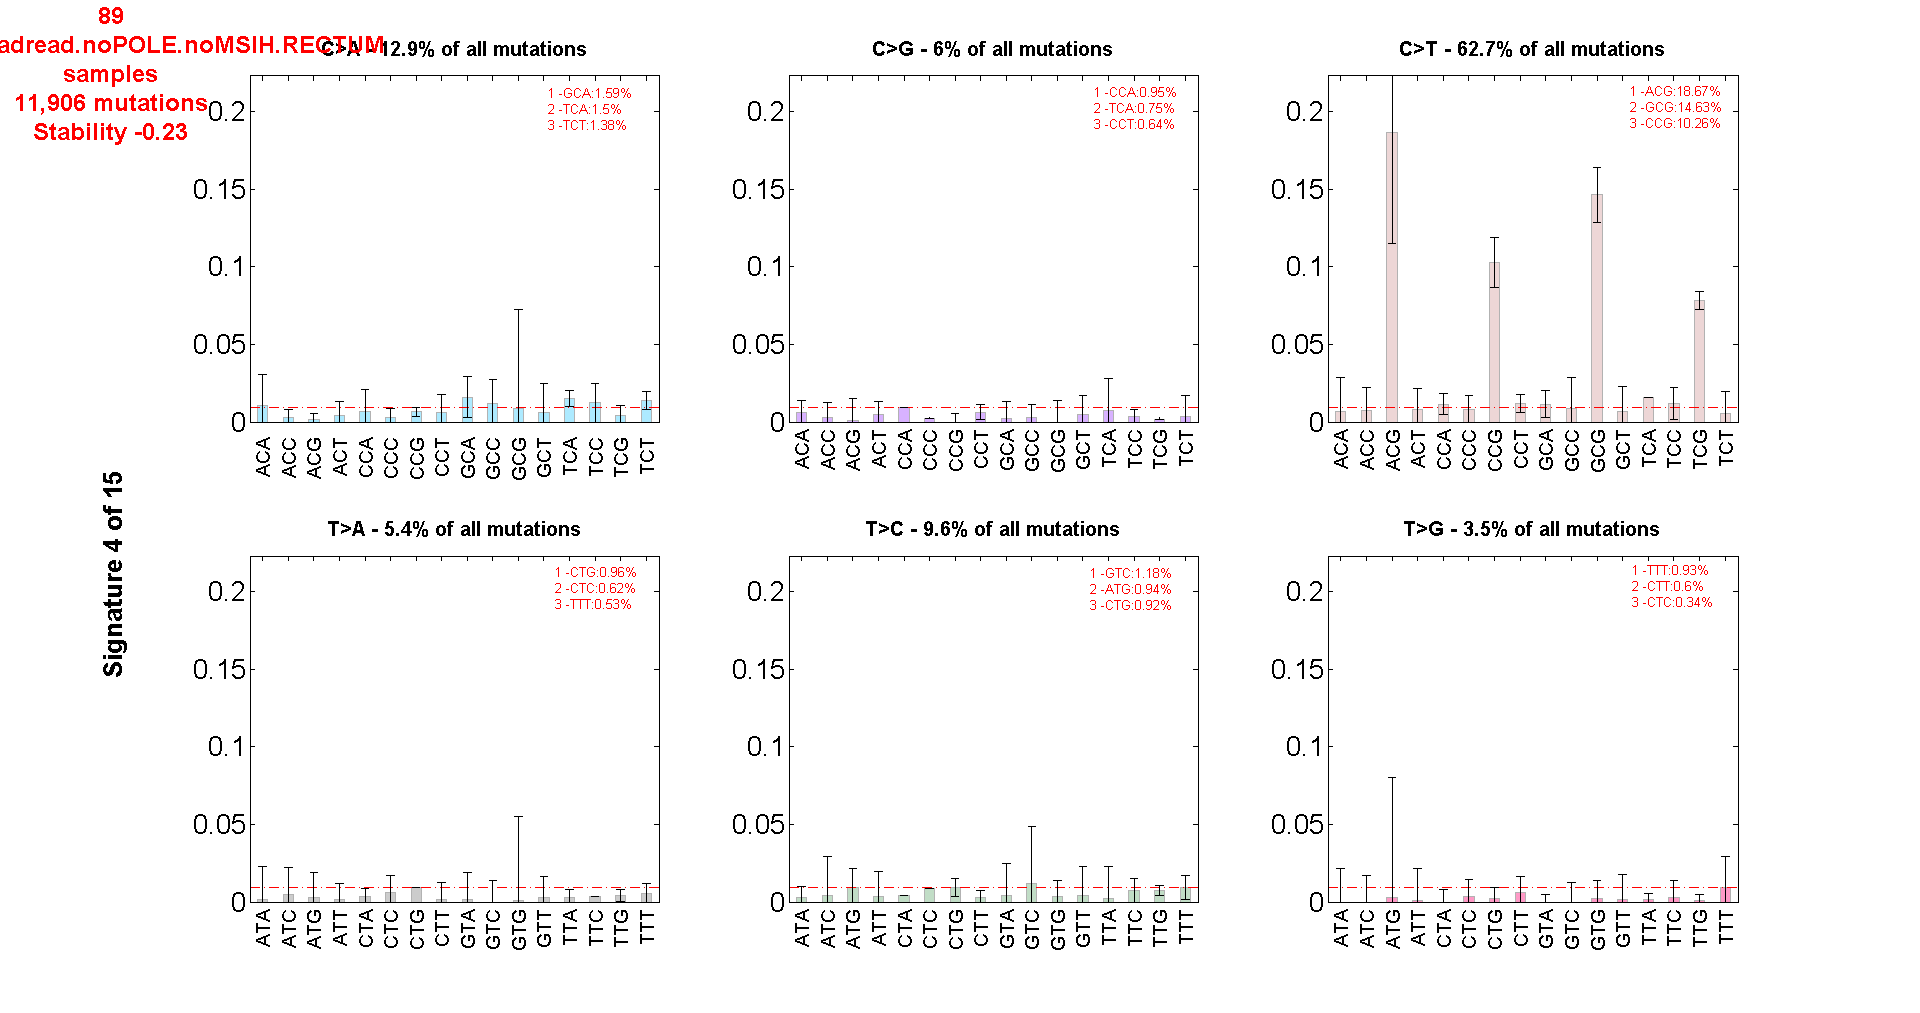 89
adread.noPOLE.noMSIH.RECTUM
samples
11,906 mutations
Stability -0.23
Signature 4 of 15
C>A - 12.9% of all mutations
1 -GCA:1.59%
2 -TCA:1.5%
3 -TCT:1.38%
0.2
0.15
0.1
0.05
0
ACA ACC ACG ACT CCA CCC CCG CCT GCA GCC GCG GCT TCA TCC TCG TCT
C>G - 6% of all mutations
1 -CCA:0.95%
2 -TCA:0.75%
3 -CCT:0.64%
0.2
0.15
0.1
0.05
0
ACA ACC ACG ACT CCA CCC CCG CCT GCA GCC GCG GCT TCA TCC TCG TCT
C>T - 62.7% of all mutations
1 -ACG:18.67%
2 -GCG:14.63%
3 -CCG:10.26%
0.2
0.15
0.1
0.05
0
ACA ACC ACG ACT CCA CCC CCG CCT GCA GCC GCG GCT TCA TCC TCG TCT
T>A - 5.4% of all mutations
1 -CTG:0.96%
2 -CTC:0.62%
3 -TTT:0.53%
0.2
0.15
0.1
0.05
0
ATA ATC ATG ATT CTA CTC CTG CTT GTA GTC GTG GTT TTA TTC TTG TTT
T>C - 9.6% of all mutations
1 -GTC:1.18%
2 -ATG:0.94%
3 -CTG:0.92%
0.2
0.15
0.1
0.05
0
ATA ATC ATG ATT CTA CTC CTG CTT GTA GTC GTG GTT TTA TTC TTG TTT
T>G - 3.5% of all mutations
1 -TTT:0.93%
2 -CTT:0.6%
3 -CTC:0.34%
0.2
0.15
0.1
0.05
0
ATA ATC ATG ATT CTA CTC CTG CTT GTA GTC GTG GTT TTA TTC TTG TTT